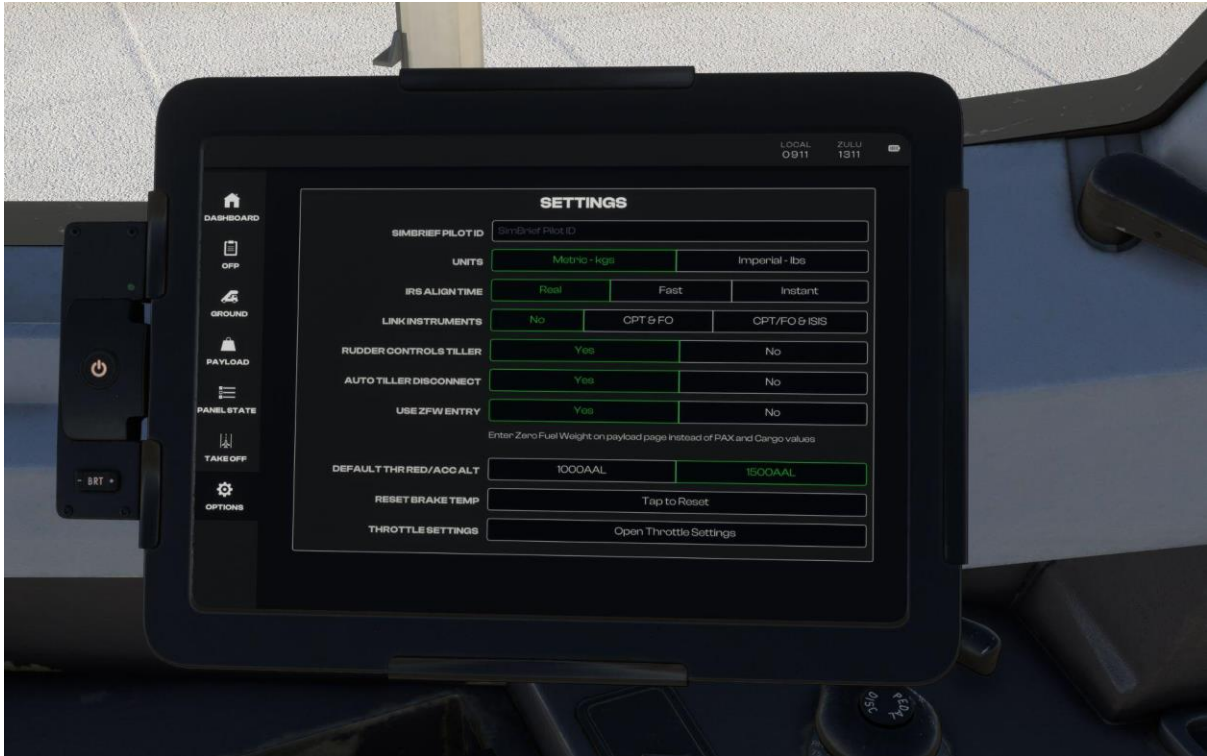 LOCAL ZULU
0911 1311
SETTINGS
DASHBOARD
OFP
GROUND
PAYLOAD
PANEL STATE
TAKE OFF
OPTIONS
SIMBRIEF PILOT ID SimBrief Pilot ID
UNITS Metric - kgs Imperial - lbs
IRS ALIGN TIME Real Fast Instant
LINK INSTRUMENTS No CPT & FO CPT/FO & ISIS
RUDDER CONTROLS TILLER Yes No
AUTO TILLER DISCONNECT Yes No
USE ZFW ENTRY Yes No
Enter Zero Fuel Weight on payload page instead of PAX and Cargo values
DEFAULT THR RED/ACC ALT 1000AAL 1500AAL
RESET BRAKE TEMP Tap to Reset
THROTTLE SETTINGS Open Throttle Settings
- BRT +
PEDAL
DISC